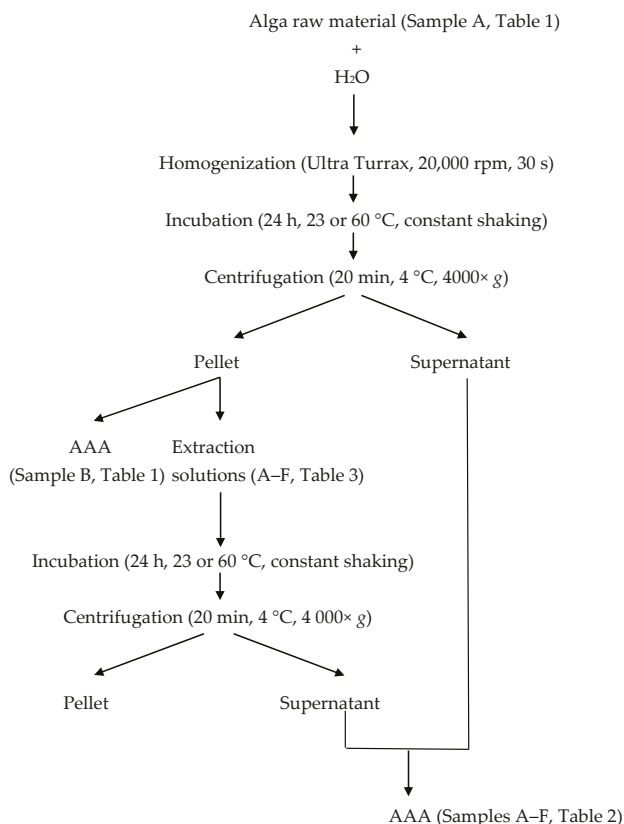 Alga raw material (Sample A, Table 1)
+
H₂O
Homogenization (Ultra Turrax, 20,000 rpm, 30 s)
Incubation (24 h, 23 or 60 °C, constant shaking)
Centrifugation (20 min, 4 °C, 4000× g)
Pellet Supernatant
AAA Extraction
(Sample B, Table 1) solutions (A–F, Table 3)
Incubation (24 h, 23 or 60 °C, constant shaking)
Centrifugation (20 min, 4 °C, 4 000× g)
Pellet Supernatant
AAA (Samples A–F, Table 2)